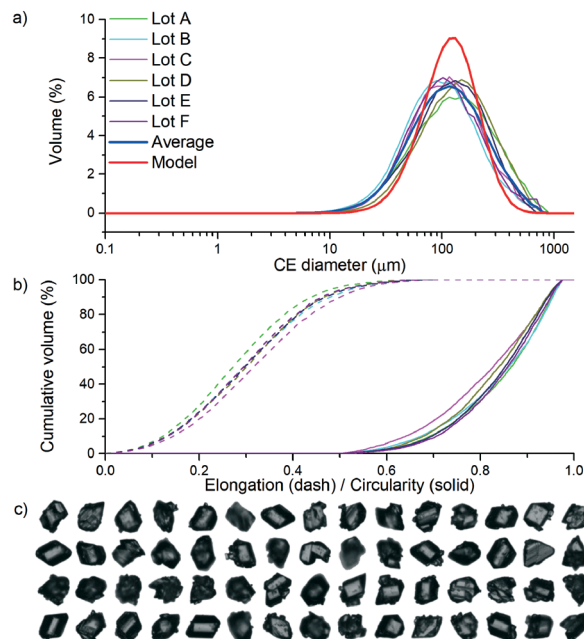 a)
Lot A
Lot B
Lot C
Lot D
Lot E
Lot F
Average
Model
Volume (%)
10
8
6
4
2
0
0.1 1 10 100 1000
CE diameter (μm)
b)
Cumulative volume (%)
100
80
60
40
20
0
0.0 0.2 0.4 0.6 0.8 1.0
Elongation (dash) / Circularity (solid)
c)